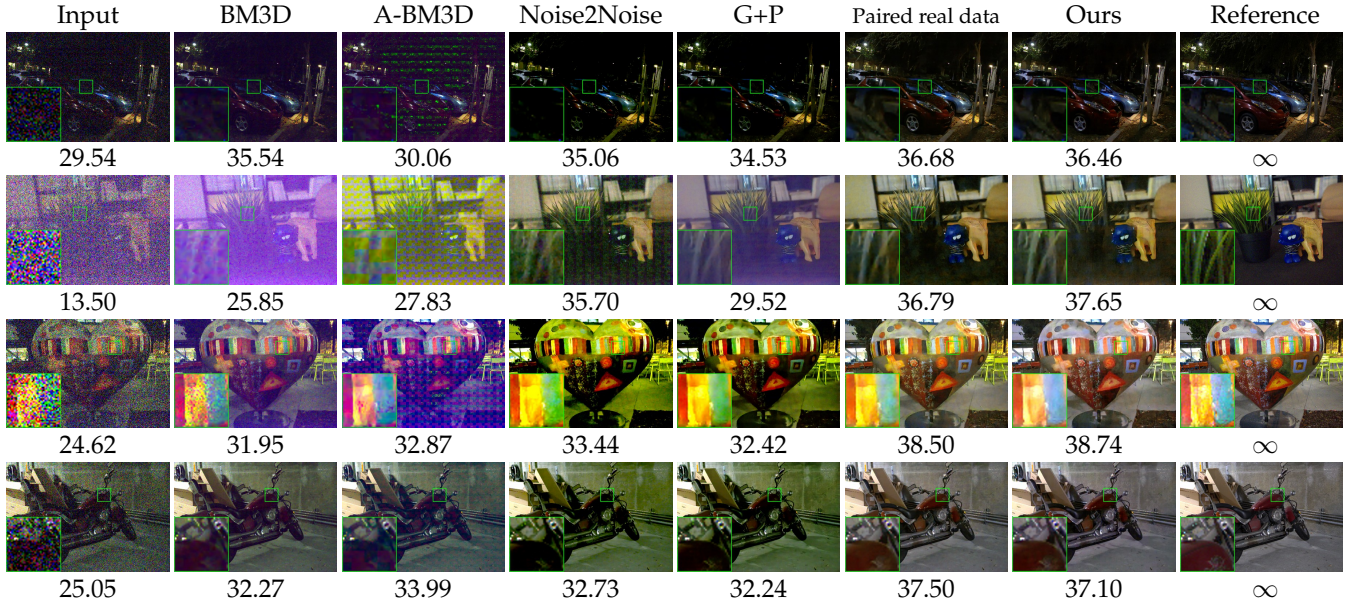 Input BM3D A-BM3D Noise2Noise G+P Paired real data Ours Reference
29.54 35.54 30.06 35.06 34.53 36.68 36.46 ∞
13.50 25.85 27.83 35.70 29.52 36.79 37.65 ∞
24.62 31.95 32.87 33.44 32.42 38.50 38.74 ∞
25.05 32.27 33.99 32.73 32.24 37.50 37.10 ∞